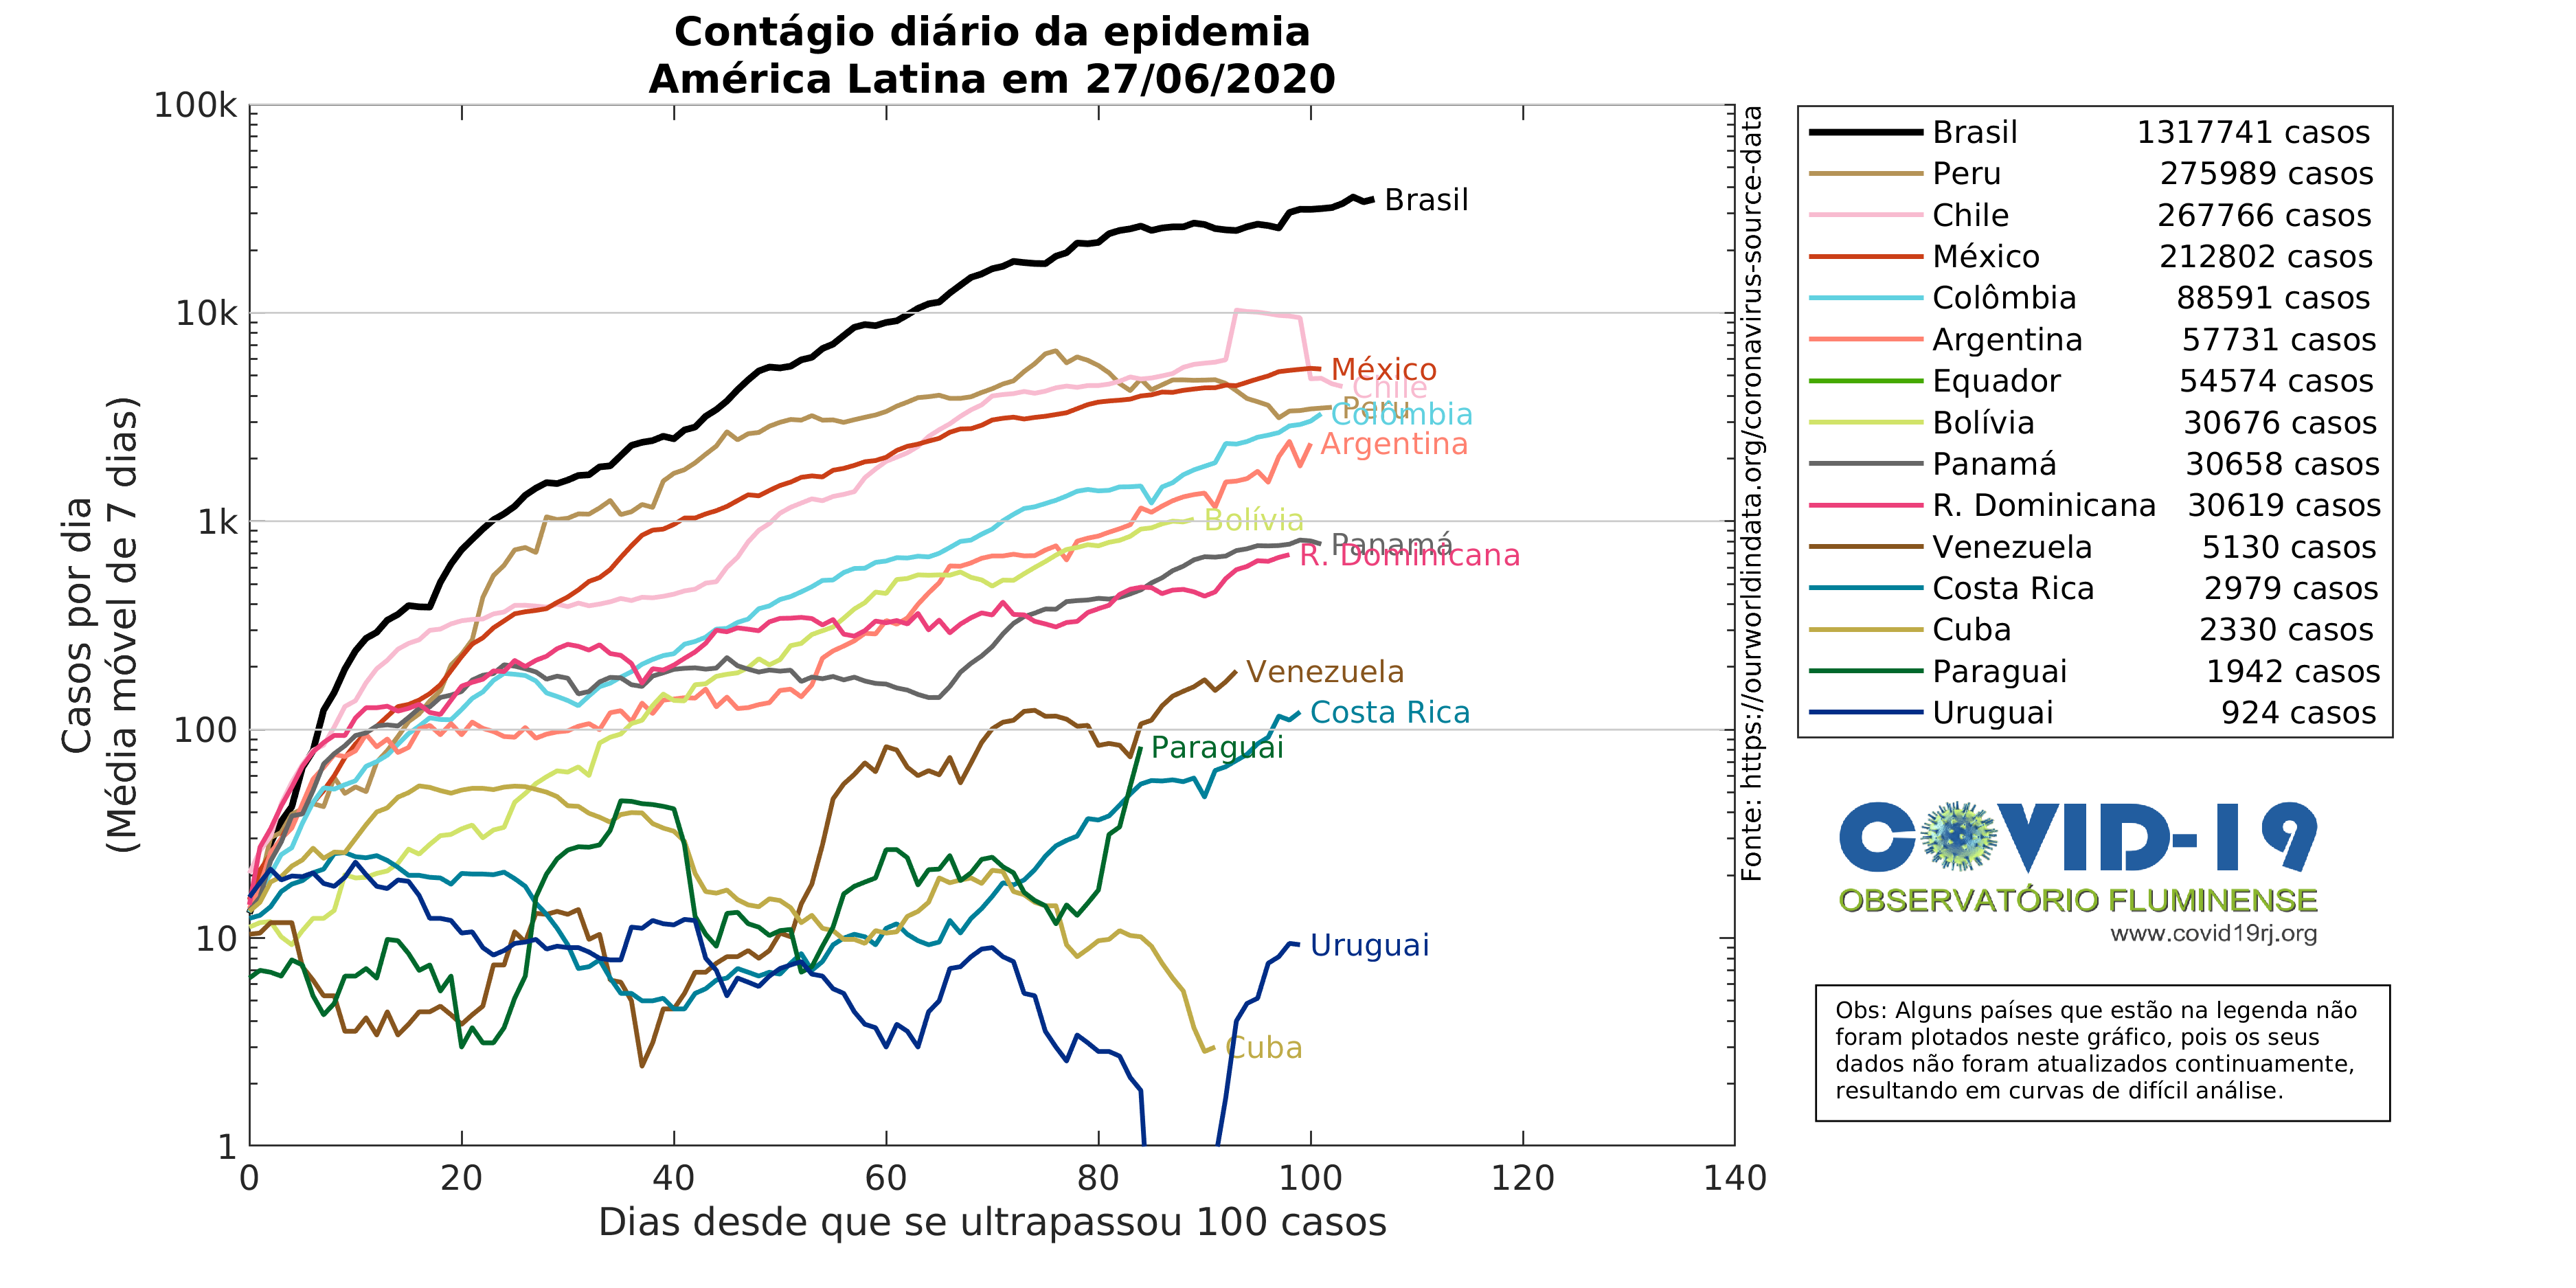 Contágio diário da epidemia
América Latina em 27/06/2020
Casos por dia
(Média móvel de 7 dias)
100k
10k
1k
100
10
1
0 20 40 60 80 100 120 140
Dias desde que se ultrapassou 100 casos
Brasil
México
Chile
Peru
Colômbia
Argentina
Bolívia
Panamá
R. Dominicana
Venezuela
Costa Rica
Paraguai
Uruguai
Cuba
Fonte: https://ourworldindata.org/coronavirus-source-data
Brasil 1317741 casos
Peru 275989 casos
Chile 267766 casos
México 212802 casos
Colômbia 88591 casos
Argentina 57731 casos
Equador 54574 casos
Bolívia 30676 casos
Panamá 30658 casos
R. Dominicana 30619 casos
Venezuela 5130 casos
Costa Rica 2979 casos
Cuba 2330 casos
Paraguai 1942 casos
Uruguai 924 casos
COVID-19
OBSERVATÓRIO FLUMINENSE
www.covid19rj.org
Obs: Alguns países que estão na legenda não
foram plotados neste gráfico, pois os seus
dados não foram atualizados continuamente,
resultando em curvas de difícil análise.